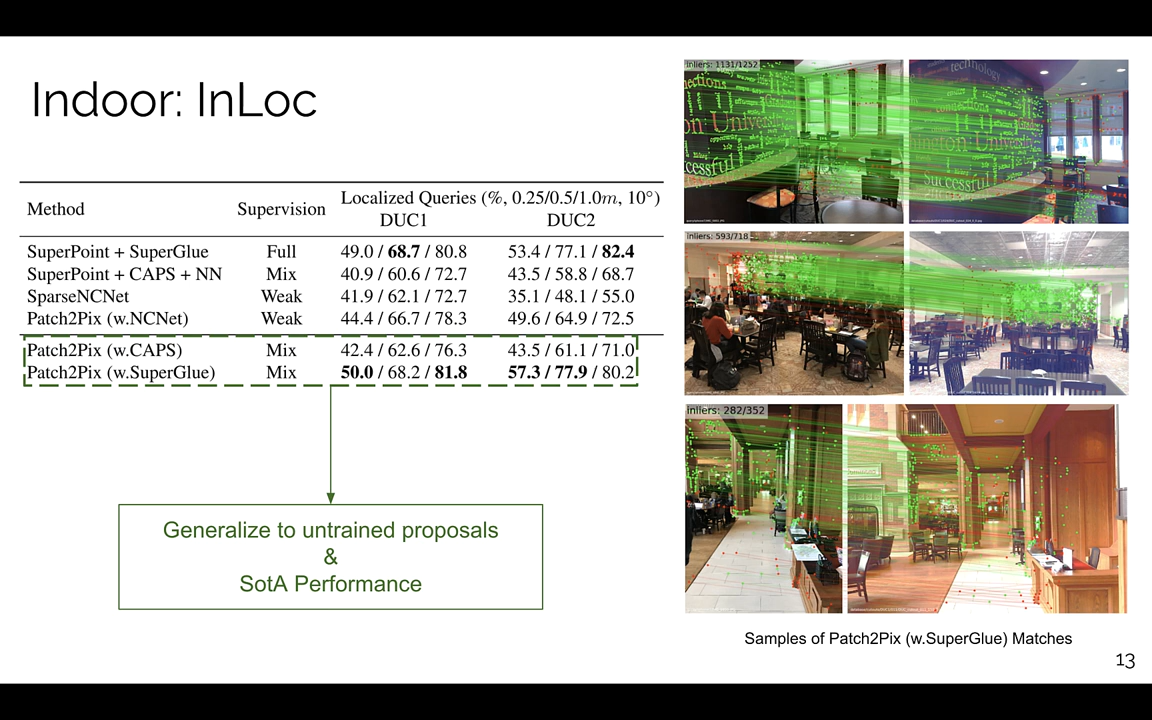 Indoor: InLoc
Method Supervision Localized Queries (%, 0.25/0.5/1.0m, 10°)
DUC1 DUC2
SuperPoint + SuperGlue Full 49.0 / 68.7 / 80.8 53.4 / 77.1 / 82.4
SuperPoint + CAPS + NN Mix 40.9 / 60.6 / 72.7 43.5 / 58.8 / 68.7
SparseNCNet Weak 41.9 / 62.1 / 72.7 35.1 / 48.1 / 55.0
Patch2Pix (w.NCNet) Weak 44.4 / 66.7 / 78.3 49.6 / 64.9 / 72.5
Patch2Pix (w.CAPS) Mix 42.4 / 62.6 / 76.3 43.5 / 61.1 / 71.0
Patch2Pix (w.SuperGlue) Mix 50.0 / 68.2 / 81.8 57.3 / 77.9 / 80.2
Generalize to untrained proposals
&
SotA Performance
inliers: 1131/1252
technology
Successful
inliers: 593/718
inliers: 282/352
Samples of Patch2Pix (w.SuperGlue) Matches
13